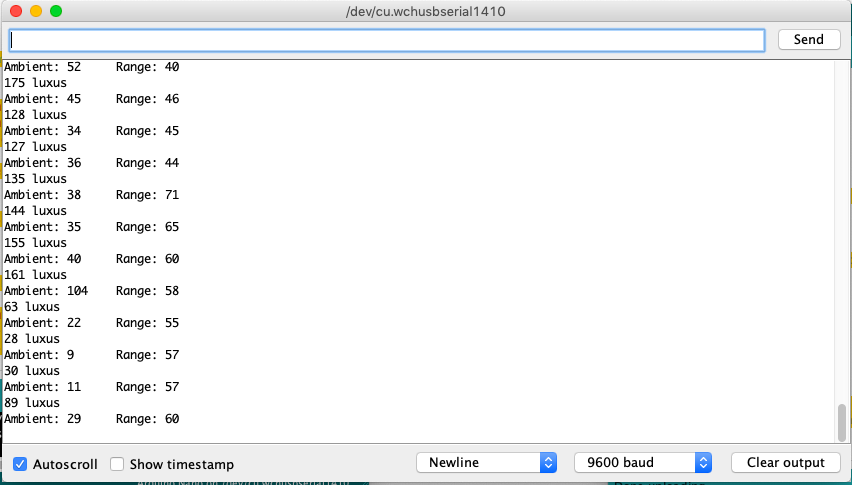 /dev/cu.wchusbserial1410
Send
Ambient: 52 Range: 40
175 luxus
Ambient: 45 Range: 46
128 luxus
Ambient: 34 Range: 45
127 luxus
Ambient: 36 Range: 44
135 luxus
Ambient: 38 Range: 71
144 luxus
Ambient: 35 Range: 65
155 luxus
Ambient: 40 Range: 60
161 luxus
Ambient: 104 Range: 58
63 luxus
Ambient: 22 Range: 55
28 luxus
Ambient: 9 Range: 57
30 luxus
Ambient: 11 Range: 57
89 luxus
Ambient: 29 Range: 60
Autoscroll Show timestamp Newline 9600 baud Clear output